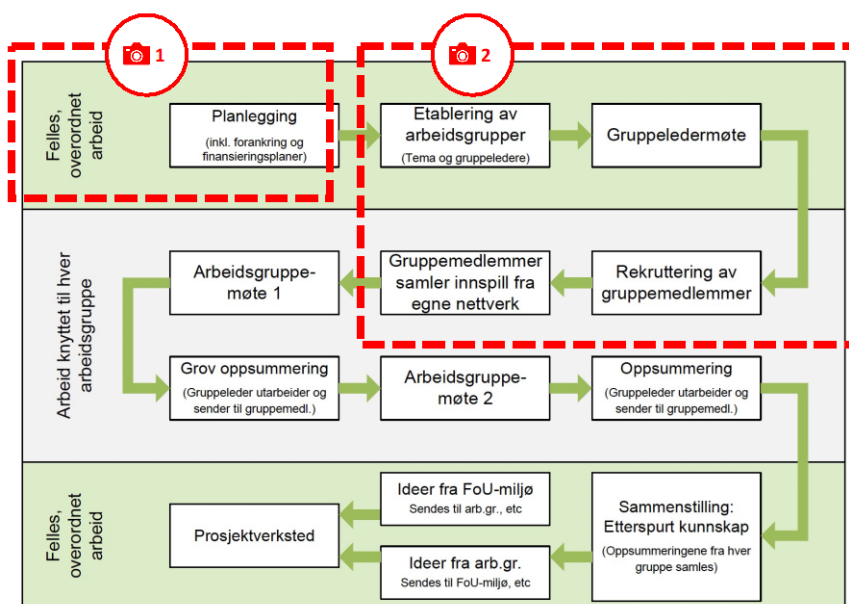 1
2
Felles,
overordnet
arbeid
Planlegging
(inkl. forankring og
finansieringsplaner)
Etablering av
arbeidsgrupper
(Tema og gruppeledere)
Gruppeledermøte
Arbeid knyttet til hver
arbeidsgruppe
Arbeidsgruppe-
møte 1
Gruppemedlemmer
samler innspill fra
egne nettverk
Rekruttering av
gruppemedlemmer
Grov oppsummering
(Gruppeleder utarbeider og
sender til gruppemedl.)
Arbeidsgruppe-
møte 2
Oppsummering
(Gruppeleder utarbeider og
sender til gruppemedl.)
Felles,
overordnet
arbeid
Prosjektverksted
Ideer fra FoU-miljø
Sendes til arb.gr., etc
Ideer fra arb.gr.
Sendes til FoU-miljø, etc
Sammenstilling:
Etterspurt kunnskap
(Oppsummeringene fra hver
gruppe samles)